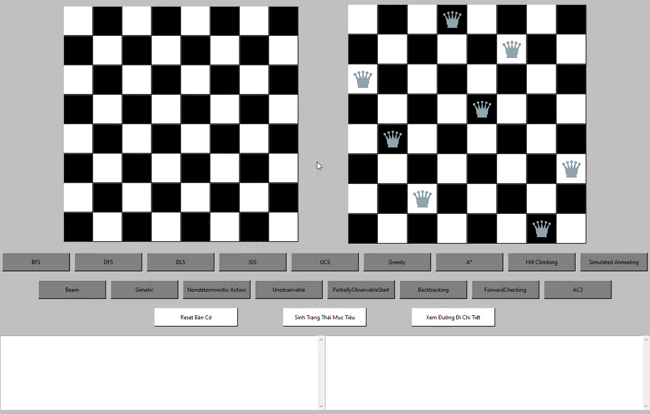 BFS DFS DLS IDS UCS Greedy A* Hill Climbing Simulated Annealing
Beam Genetic Nondeterministic Action Unobservable PartiallyObservableStart Backtracking ForwardChecking AC3
Reset Bàn Cờ Sinh Trạng Thái Mục Tiêu Xem Đường Đi Chi Tiết